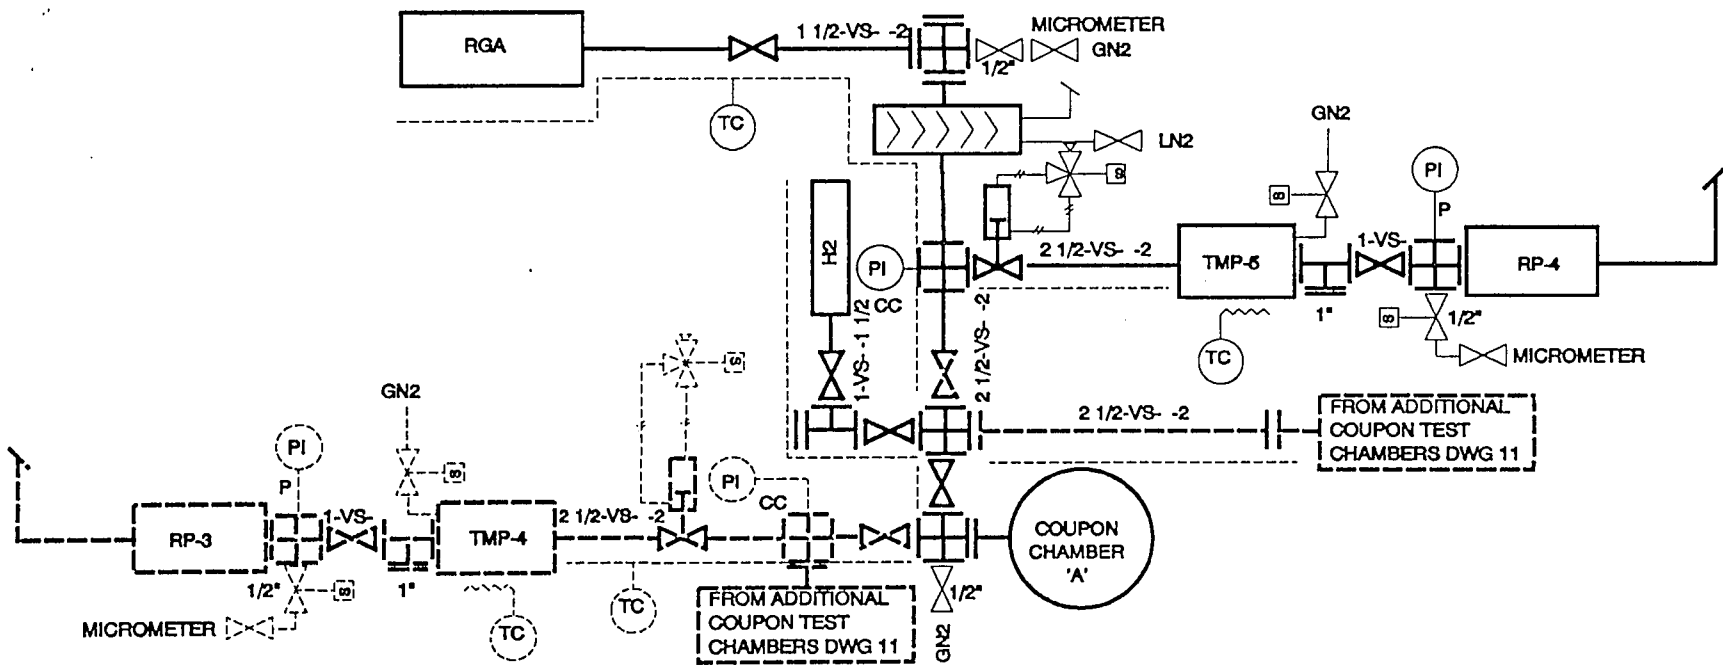 RGA
1 1/2-VS- -2
MICROMETER
GN2
1/2"
TC
LN2
S
GN2
S
PI
P
H2
PI
CC
2 1/2-VS- -2
TMP-5
1-VS-
RP-4
1"
S
1/2"
TC
MICROMETER
1-VS- -1 1/2
2 1/2-VS- -2
S
GN2
2 1/2-VS- -2
FROM ADDITIONAL
COUPON TEST
CHAMBERS DWG 11
PI
P
S
PI
CC
RP-3
1-VS-
TMP-4
2 1/2-VS- -2
COUPON
CHAMBER
'A'
1/2"
S
1"
MICROMETER
TC
TC
FROM ADDITIONAL
COUPON TEST
CHAMBERS DWG 11
1/2"
GN2